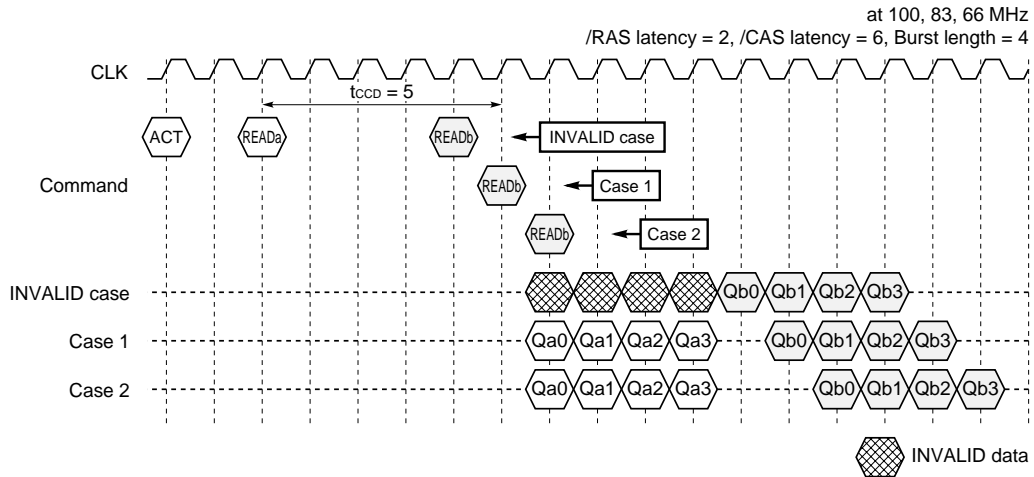 at 100, 83, 66 MHz
/RAS latency = 2, /CAS latency = 6, Burst length = 4
CLK
tCCD = 5
ACT READa READb INVALID case
Command READb Case 1
READb Case 2
INVALID case Qb0 Qb1 Qb2 Qb3
Case 1 Qa0 Qa1 Qa2 Qa3 Qb0 Qb1 Qb2 Qb3
Case 2 Qa0 Qa1 Qa2 Qa3 Qb0 Qb1 Qb2 Qb3
INVALID data